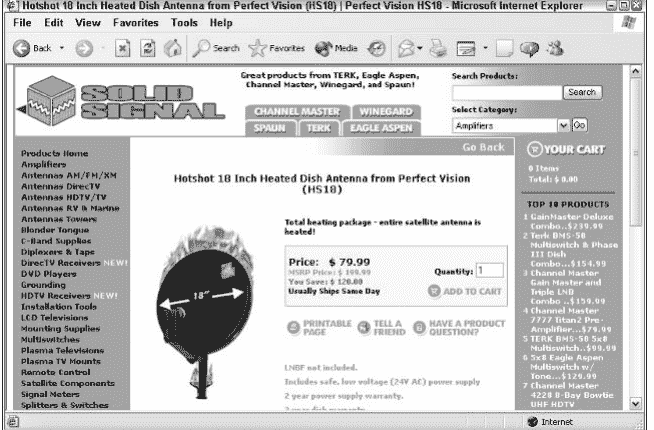 Hotshot 18 Inch Heated Dish Antenna from Perfect Vision (HS18) | Perfect Vision HS18 - Microsoft Internet Explorer
File Edit View Favorites Tools Help
Back Search Favorites Media
SOLID SIGNAL
Great products from TERK, Eagle Aspen,
Channel Master, Winegard, and Spaun!
CHANNEL MASTER WINEGARD
SPAUN TERK EAGLE ASPEN
Search Products:
Search
Select Category:
Amplifiers Go
Go Back
YOUR CART
0 Items
Total: $ 0.00
Products Home
Amplifiers
Antennas AM/FM/XM
Antennas DirecTV
Antennas HDTV/TV
Antennas RV & Marine
Antennas Towers
Blonder Tongue
C-Band Supplies
Diplexers & Taps
DirecTV Receivers NEW!
DVD Players
Grounding
HDTV Receivers NEW!
Installation Tools
LCD Televisions
Mounting Supplies
Multiswitches
Plasma Televisions
Plasma TV Mounts
Remote Control
Satellite Components
Signal Meters
Splitters & Switches
Hotshot 18 Inch Heated Dish Antenna from Perfect Vision
(HS18)
18"
Total heating package - entire satellite antenna is
heated!
Price: $ 79.99
MSRP Price: $ 199.99
You Save: $ 120.00
Usually Ships Same Day
Quantity: 1
ADD TO CART
PRINTABLE PAGE
TELL A FRIEND
HAVE A PRODUCT QUESTION?
LNBF not included.
Includes safe, low voltage (24V AC) power supply
2 year power supply warranty.
2 year dish warranty
TOP 10 PRODUCTS
1 GainMaster Deluxe
Combo..$239.99
2 Terk BMS-58
Multiswitch & Phase
III Dish
Combo...$154.99
3 Channel Master
Gain Master and
Triple LNB
Combo ..$159.99
4 Channel Master
7777 Titan2 Pre-
Amplifier...$79.99
5 TERK BMS-58 5x8
Multiswitch..$99.99
6 5x8 Eagle Aspen
Multiswitch w/
Tone...$129.99
7 Channel Master
4228 8-Bay Bowtie
UHF HDTV
Internet